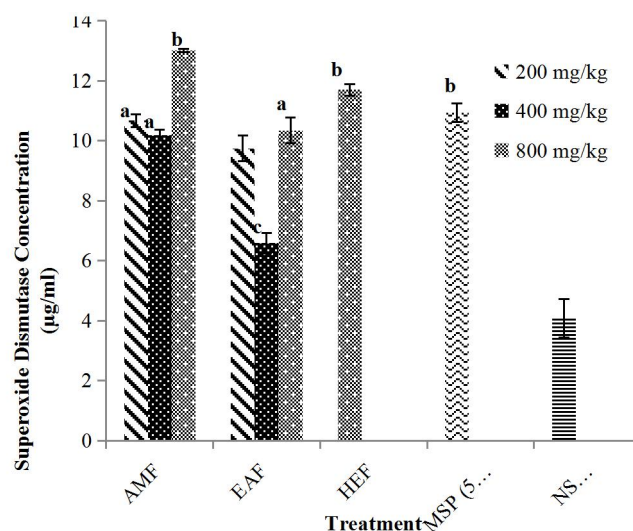 Superoxide Dismutase Concentration
(µg/ml)
14
12
10
8
6
4
2
0
a
a
b
c
a
b
b
200 mg/kg
400 mg/kg
800 mg/kg
AMF
EAF
HEF
MSP (5…
NS…
Treatment